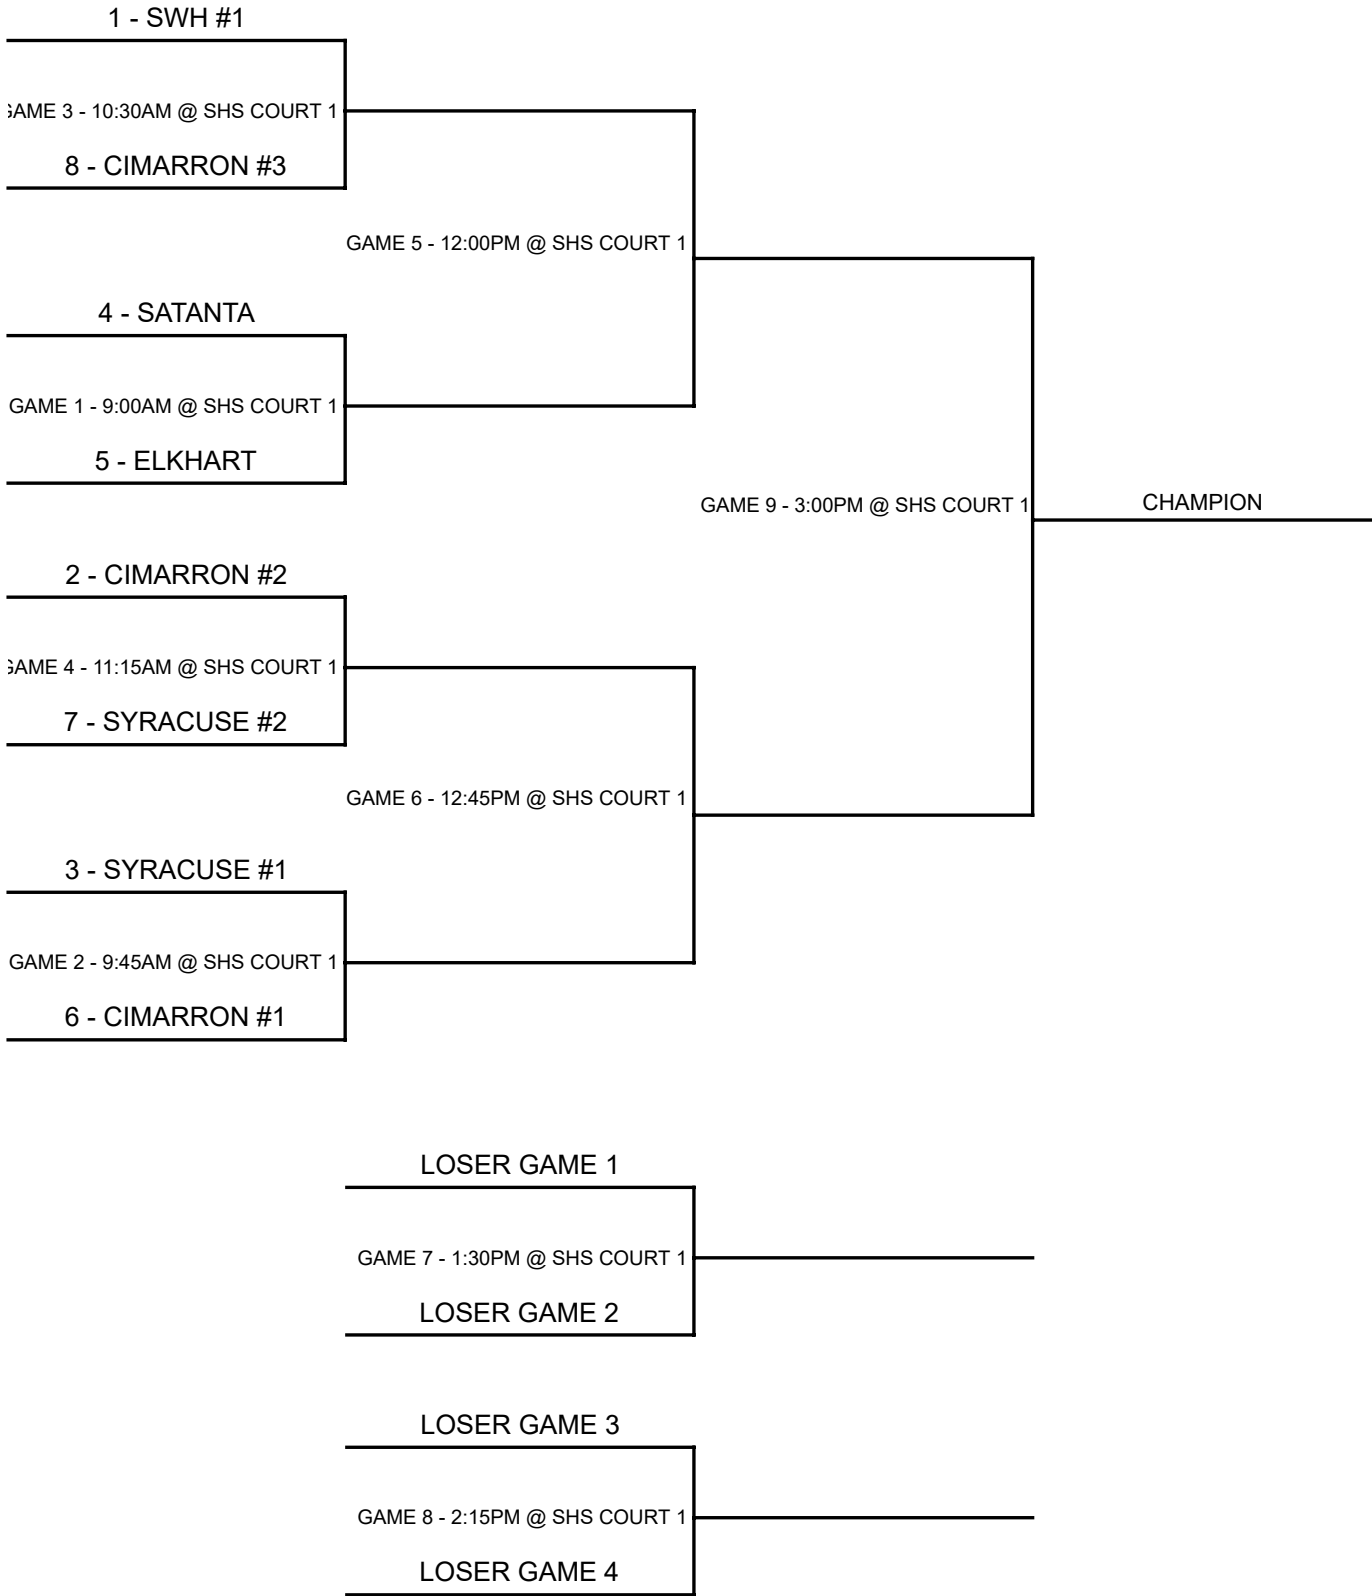 1 - SWH #1
GAME 3 - 10:30AM @ SHS COURT 1
8 - CIMARRON #3
GAME 5 - 12:00PM @ SHS COURT 1
4 - SATANTA
GAME 1 - 9:00AM @ SHS COURT 1
5 - ELKHART
GAME 9 - 3:00PM @ SHS COURT 1
CHAMPION
2 - CIMARRON #2
GAME 4 - 11:15AM @ SHS COURT 1
7 - SYRACUSE #2
GAME 6 - 12:45PM @ SHS COURT 1
3 - SYRACUSE #1
GAME 2 - 9:45AM @ SHS COURT 1
6 - CIMARRON #1
LOSER GAME 1
GAME 7 - 1:30PM @ SHS COURT 1
LOSER GAME 2
LOSER GAME 3
GAME 8 - 2:15PM @ SHS COURT 1
LOSER GAME 4